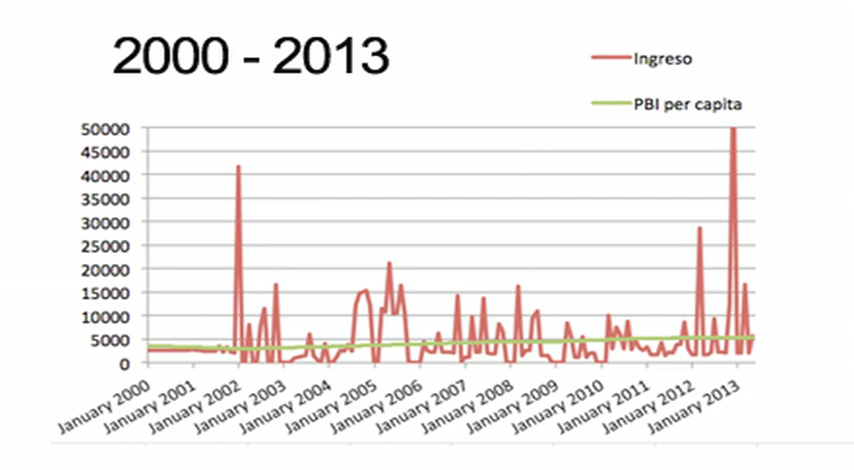 2000 - 2013
Ingreso
PBI per capita
50000
45000
40000
35000
30000
25000
20000
15000
10000
5000
0
January 2000
January 2001
January 2002
January 2003
January 2004
January 2005
January 2006
January 2007
January 2008
January 2009
January 2010
January 2011
January 2012
January 2013